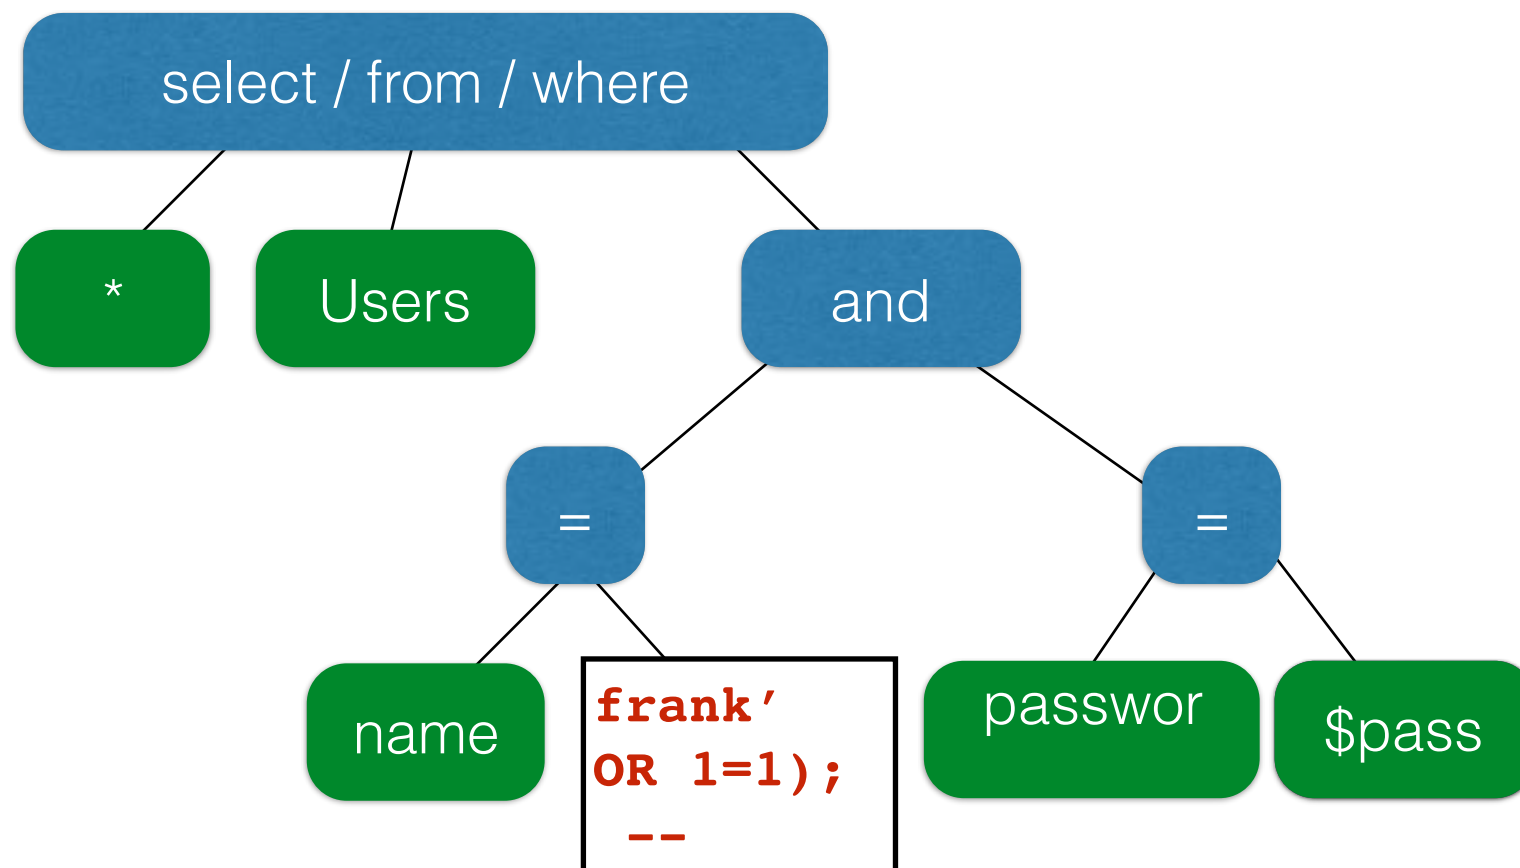 select / from / where
*
Users
and
=
=
name
frank’
OR 1=1);
--
passwor
$pass